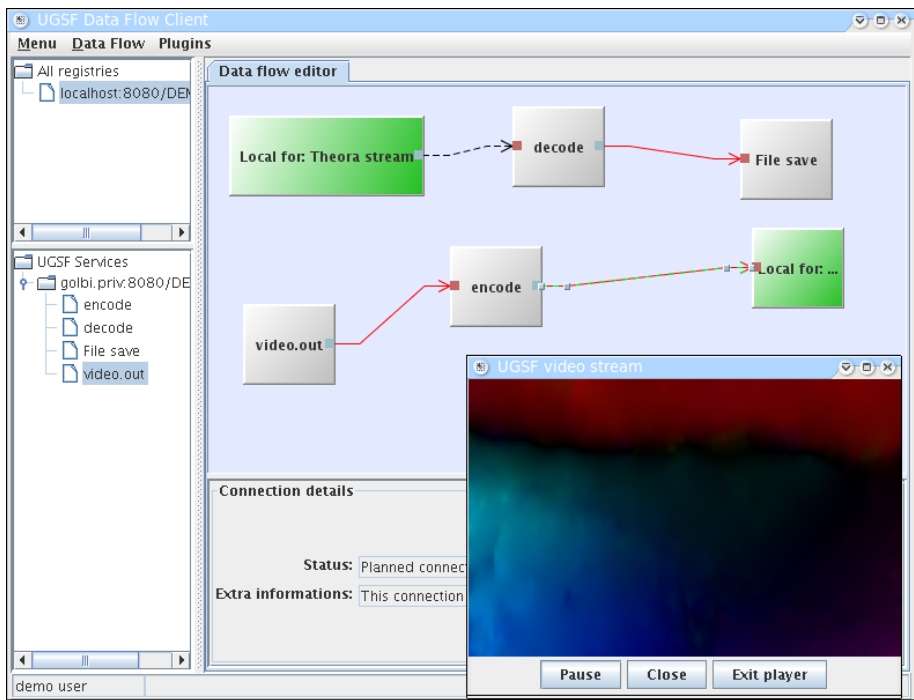 UGSF Data Flow Client
Menu Data Flow Plugins
All registries
localhost:8080/DEM
UGSF Services
golbi.priv:8080/DE
encode
decode
File save
video.out
Data flow editor
Local for: Theora stream
decode
File save
encode
Local for: ...
video.out
Connection details
Status: Planned connec
Extra informations: This connection
UGSF video stream
Pause Close Exit player
demo user